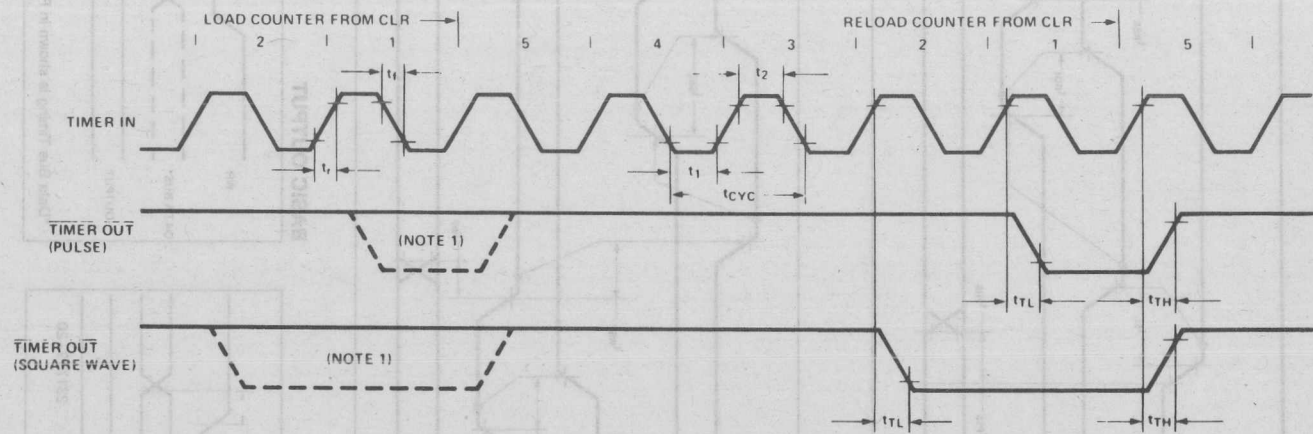 LOAD COUNTER FROM CLR
RELOAD COUNTER FROM CLR
2 1 5 4 3 2 1 5
tf
t2
TIMER IN
tr
t1
tCYC
TIMER OUT
(PULSE)
(NOTE 1)
tTL
tTH
TIMER OUT
(SQUARE WAVE)
(NOTE 1)
tTL
tTH
BASIC OUTPUT